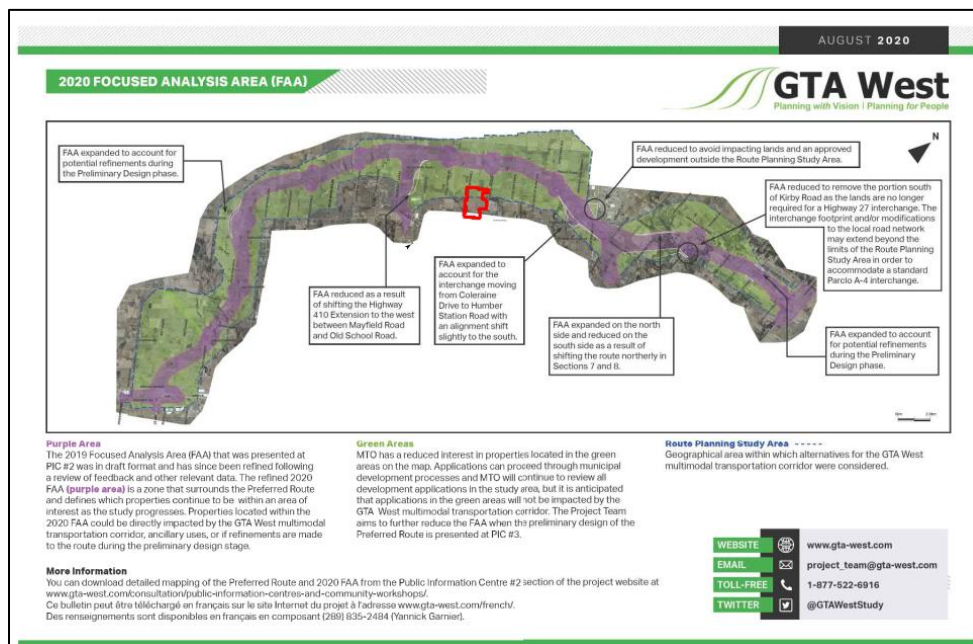 AUGUST 2020
2020 FOCUSED ANALYSIS AREA (FAA)
GTA West
Planning with Vision | Planning for People
FAA expanded to account for
potential refinements during
the Preliminary Design phase.
FAA reduced to avoid impacting lands and an approved
development outside the Route Planning Study Area.
N
FAA reduced to remove the portion south
of Kirby Road as the lands are no longer
required for a Highway 27 interchange. The
interchange footprint and/or modifications
to the local road network
may extend beyond the
limits of the Route Planning
Study Area in order to
accommodate a standard
Parclo A-4 interchange.
FAA reduced as a result
of shifting the Highway
410 Extension to the west
between Mayfield Road
and Old School Road.
FAA expanded to
account for the
interchange moving
from Coleraine
Drive to Humber
Station Road with
an alignment shift
slightly to the south.
FAA expanded on the north
side and reduced on the
south side as a result of
shifting the route northerly in
Sections 7 and 8.
FAA expanded to account
for potential refinements
during the Preliminary
Design phase.
Purple Area
The 2019 Focused Analysis Area (FAA) that was presented at
PIC #2 was in draft format and has since been refined following
a review of feedback and other relevant data. The refined 2020
FAA (purple area) is a zone that surrounds the Preferred Route
and defines which properties continue to be within an area of
interest as the study progresses. Properties located within the
2020 FAA could be directly impacted by the GTA West multimodal
transportation corridor, ancillary uses, or if refinements are made
to the route during the preliminary design stage.
Green Areas
MTO has a reduced interest in properties located in the green
areas on the map. Applications can proceed through municipal
development processes and MTO will continue to review all
development applications in the study area, but it is anticipated
that applications in the green areas will not be impacted by the
GTA West multimodal transportation corridor. The Project Team
aims to further reduce the FAA when the preliminary design of the
Preferred Route is presented at PIC #3.
Route Planning Study Area
Geographical area within which alternatives for the GTA West
multimodal transportation corridor were considered.
More Information
You can download detailed mapping of the Preferred Route and 2020 FAA from the Public Information Centre #2 section of the project website at
www.gta-west.com/consultation/public-information-centres-and-community-workshops/.
Ce bulletin peut être téléchargé en français sur le site Internet du projet à l'adresse www.gta-west.com/french/.
Des renseignements sont disponibles en français en composant (289) 835-2484 (Yannick Garnier).
WEBSITE www.gta-west.com
EMAIL project_team@gta-west.com
TOLL-FREE 1-877-522-6916
TWITTER @GTAWestStudy